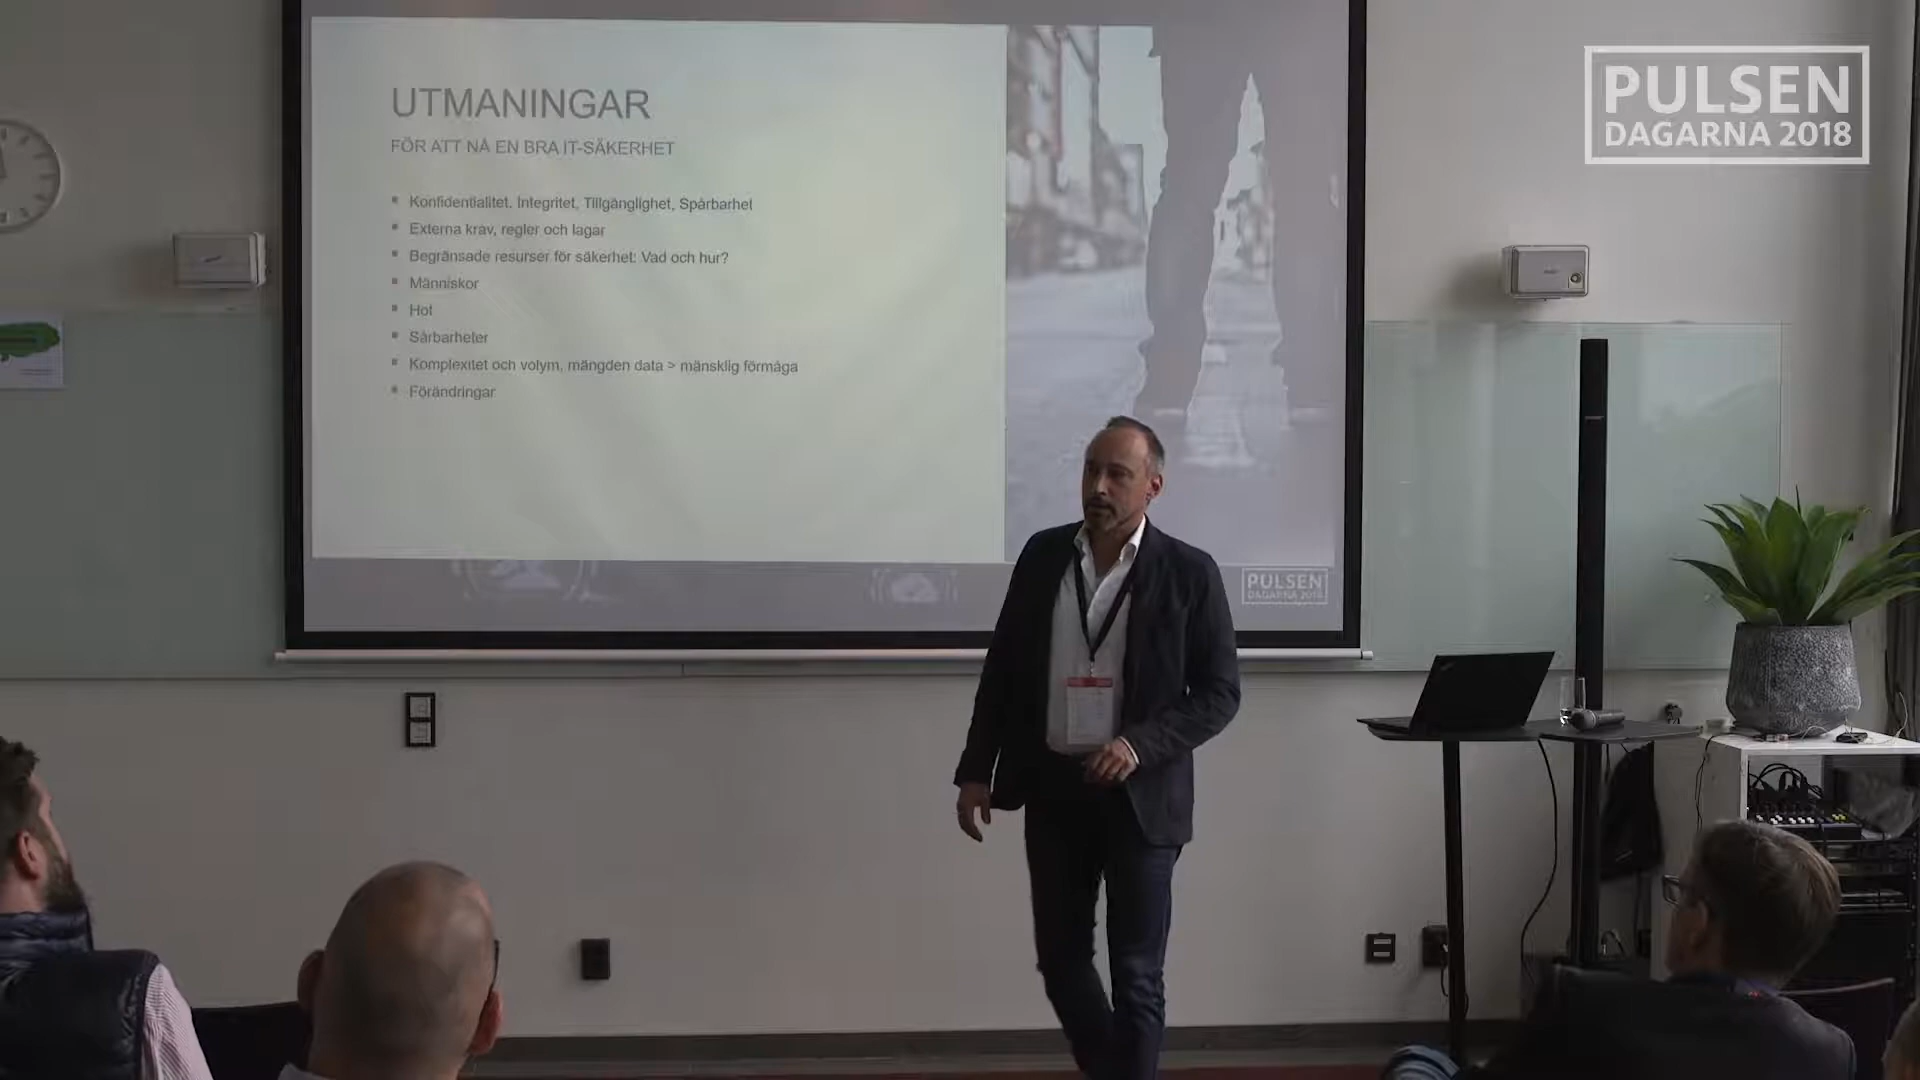 UTMANINGAR
FÖR ATT NÅ EN BRA IT-SÄKERHET
Konfidentialitet, Integritet, Tillgänglighet, Spårbarhet
Externa krav, regler och lagar
Begränsade resurser för säkerhet: Vad och hur?
Människor
Hot
Sårbarheter
Komplexitet och volym, mängden data > mänsklig förmåga
Förändringar
PULSEN
DAGARNA 2018
PULSEN
DAGARNA 2018